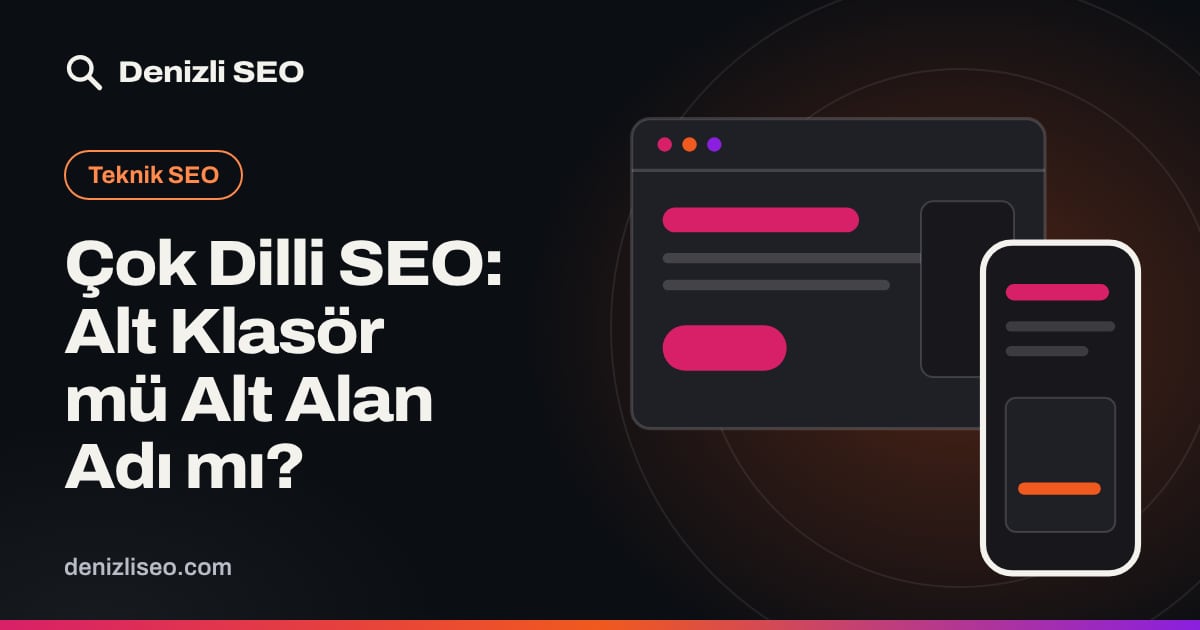 Denizli SEO
Teknik SEO
Çok Dilli SEO:
Alt Klasör
mü Alt Alan
Adı mı?
denizliseo.com